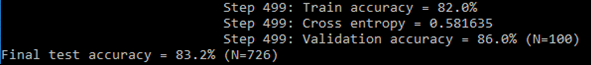 Step 499: Train accuracy = 82.0%
Step 499: Cross entropy = 0.581635
Step 499: Validation accuracy = 86.0% (N=100)
Final test accuracy = 83.2% (N=726)